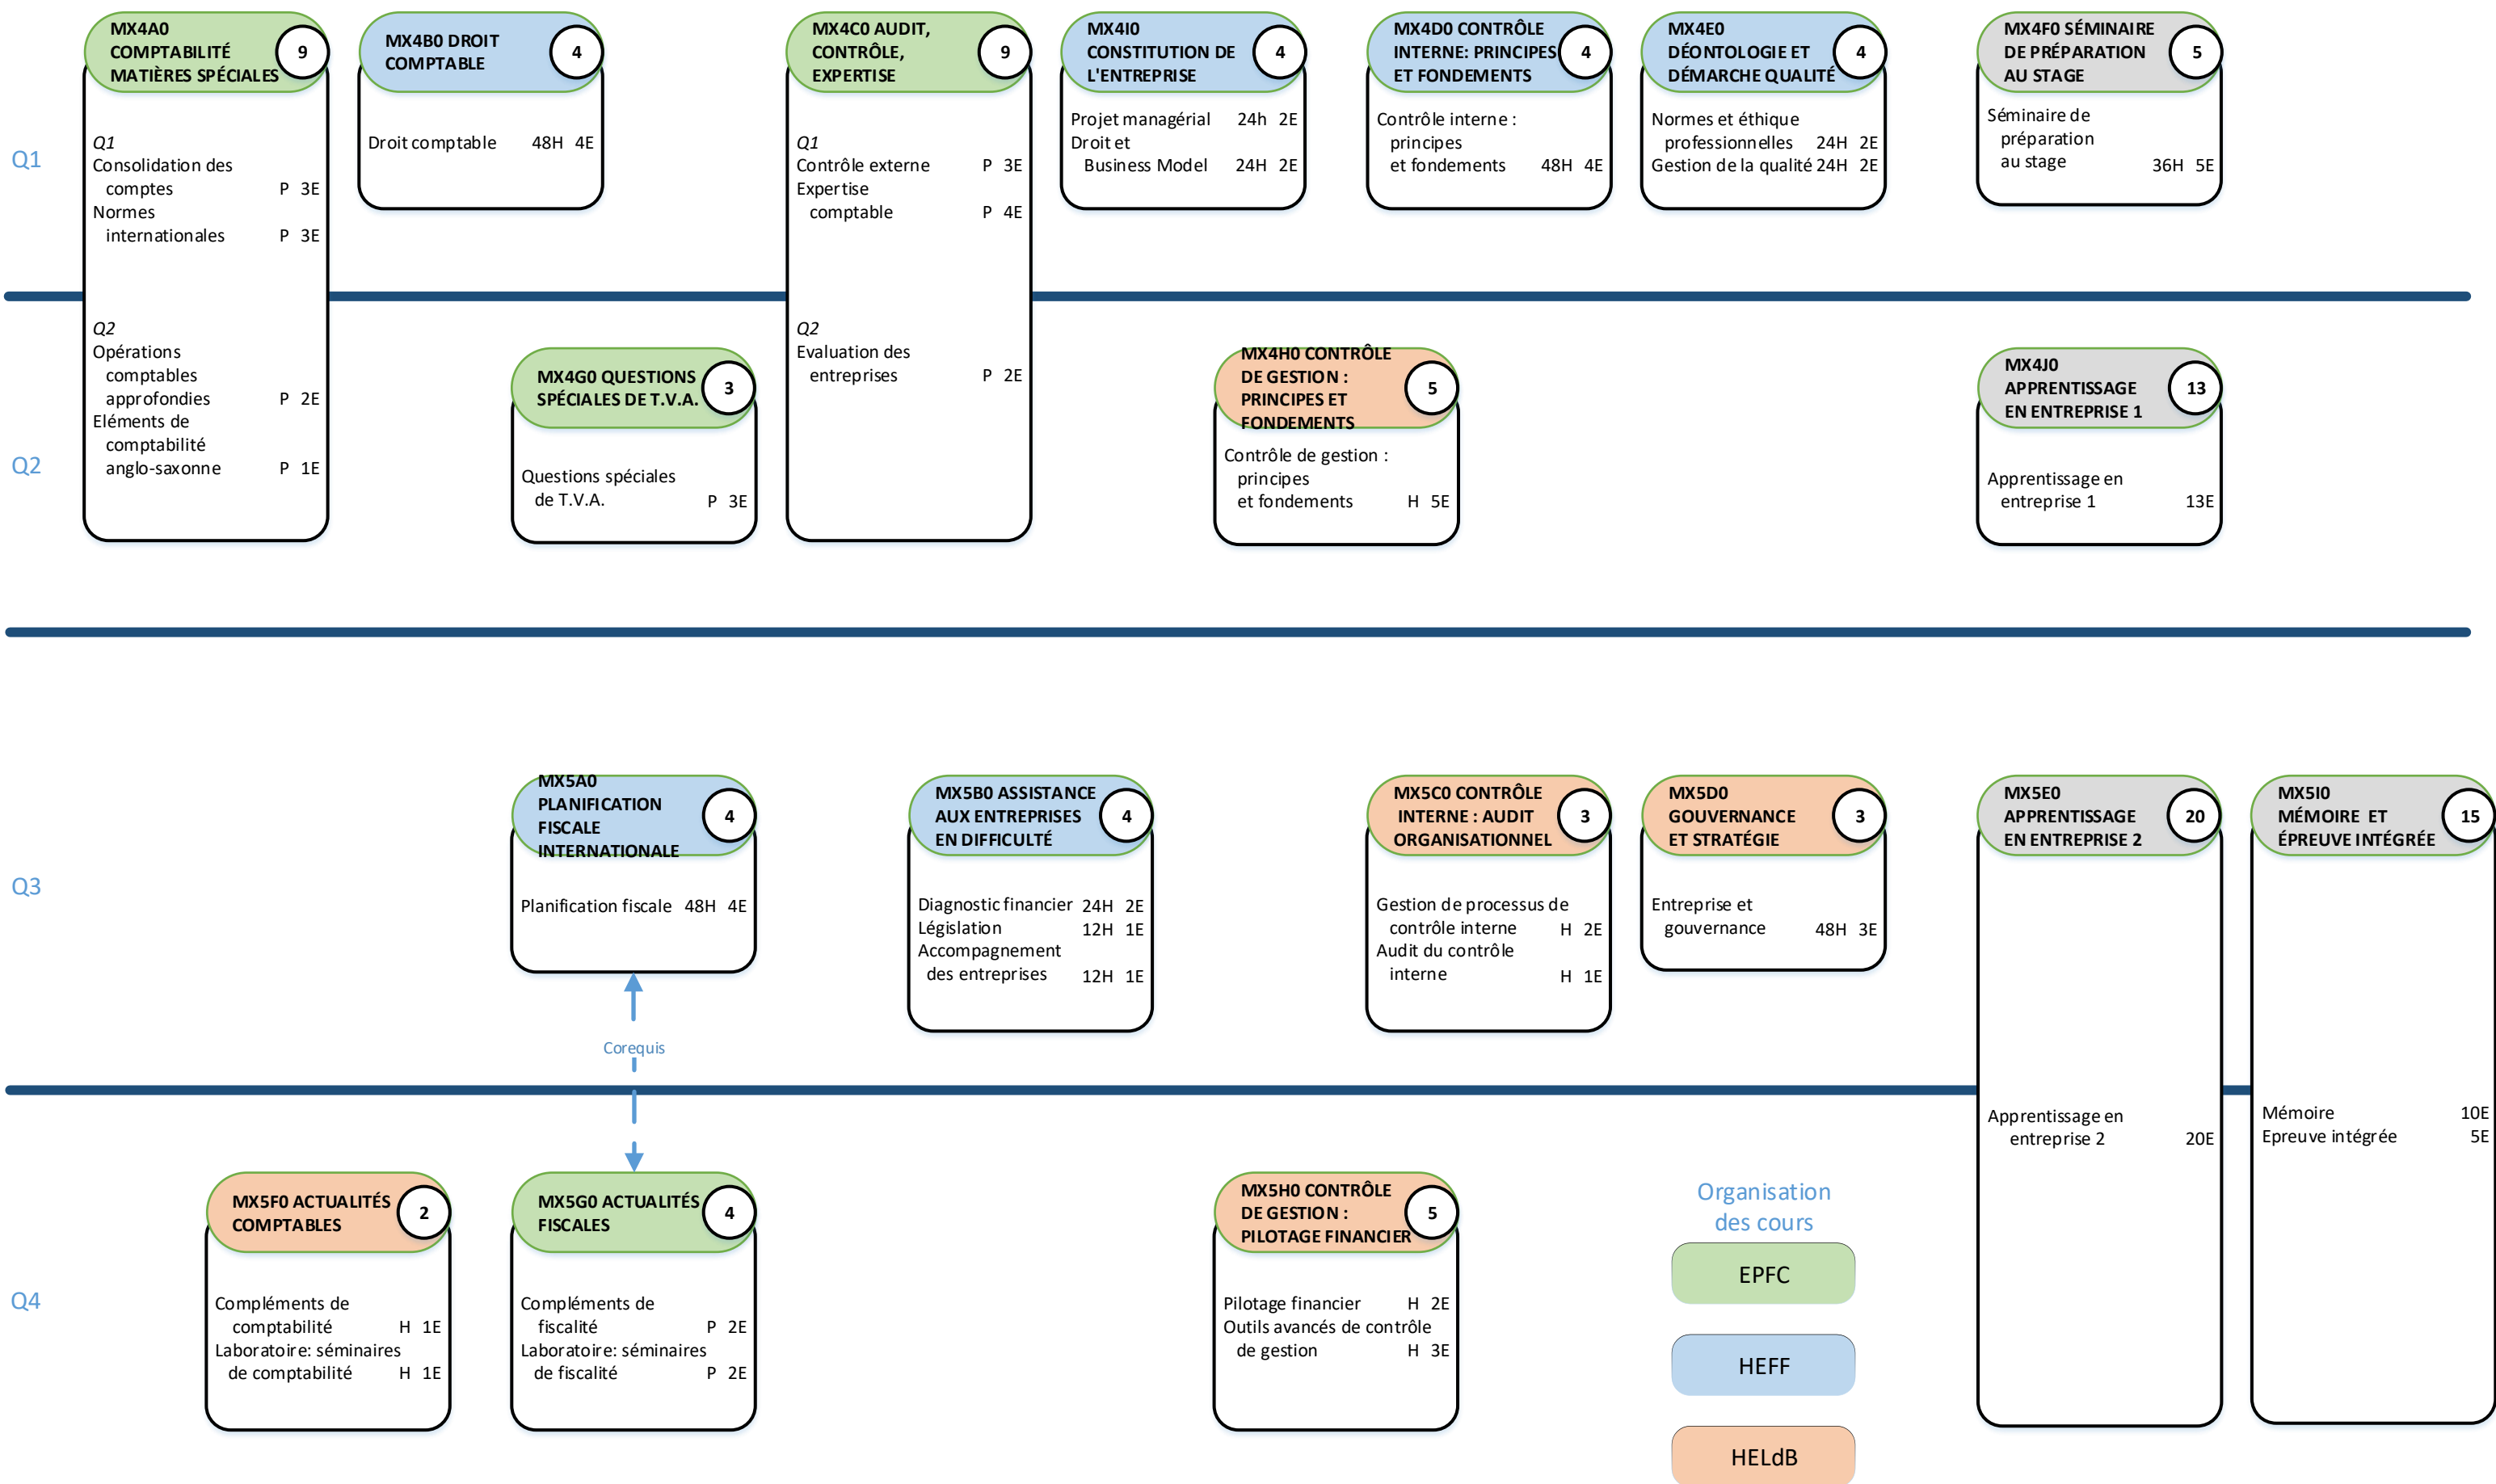 MX4A0
COMPTABILITÉ
MATIÈRES SPÉCIALES
9
MX4B0 DROIT
COMPTABLE
4
MX4C0 AUDIT,
CONTRÔLE,
EXPERTISE
9
MX4I0
CONSTITUTION DE
L'ENTREPRISE
4
MX4D0 CONTRÔLE
INTERNE: PRINCIPES
ET FONDEMENTS
4
MX4E0
DÉONTOLOGIE ET
DÉMARCHE QUALITÉ
4
MX4F0 SÉMINAIRE
DE PRÉPARATION
AU STAGE
5
Q1
Q1
Consolidation des
comptes P 3E
Normes
internationales P 3E
Droit comptable 48H 4E
Q1
Contrôle externe P 3E
Expertise
comptable P 4E
Projet managérial 24h 2E
Droit et
Business Model 24H 2E
Contrôle interne :
principes
et fondements 48H 4E
Normes et éthique
professionnelles 24H 2E
Gestion de la qualité 24H 2E
Séminaire de
préparation
au stage 36H 5E
Q2
Q2
Opérations
comptables
approfondies P 2E
Eléments de
comptabilité
anglo-saxonne P 1E
MX4G0 QUESTIONS
SPÉCIALES DE T.V.A.
3
Questions spéciales
de T.V.A. P 3E
Q2
Evaluation des
entreprises P 2E
MX4H0 CONTRÔLE
DE GESTION :
PRINCIPES ET
FONDEMENTS
5
Contrôle de gestion :
principes
et fondements H 5E
MX4J0
APPRENTISSAGE
EN ENTREPRISE 1
13
Apprentissage en
entreprise 1 13E
Q3
MX5A0
PLANIFICATION
FISCALE
INTERNATIONALE
4
Planification fiscale 48H 4E
MX5B0 ASSISTANCE
AUX ENTREPRISES
EN DIFFICULTÉ
4
Diagnostic financier 24H 2E
Législation 12H 1E
Accompagnement
des entreprises 12H 1E
MX5C0 CONTRÔLE
INTERNE : AUDIT
ORGANISATIONNEL
3
Gestion de processus de
contrôle interne H 2E
Audit du contrôle
interne H 1E
MX5D0
GOUVERNANCE
ET STRATÉGIE
3
Entreprise et
gouvernance 48H 3E
MX5E0
APPRENTISSAGE
EN ENTREPRISE 2
20
Apprentissage en
entreprise 2 20E
MX5I0
MÉMOIRE ET
ÉPREUVE INTÉGRÉE
15
Mémoire 10E
Epreuve intégrée 5E
Corequis
Q4
MX5F0 ACTUALITÉS
COMPTABLES
2
Compléments de
comptabilité H 1E
Laboratoire: séminaires
de comptabilité H 1E
MX5G0 ACTUALITÉS
FISCALES
4
Compléments de
fiscalité P 2E
Laboratoire: séminaires
de fiscalité P 2E
MX5H0 CONTRÔLE
DE GESTION :
PILOTAGE FINANCIER
5
Pilotage financier H 2E
Outils avancés de contrôle
de gestion H 3E
Organisation
des cours
EPFC
HEFF
HELdB